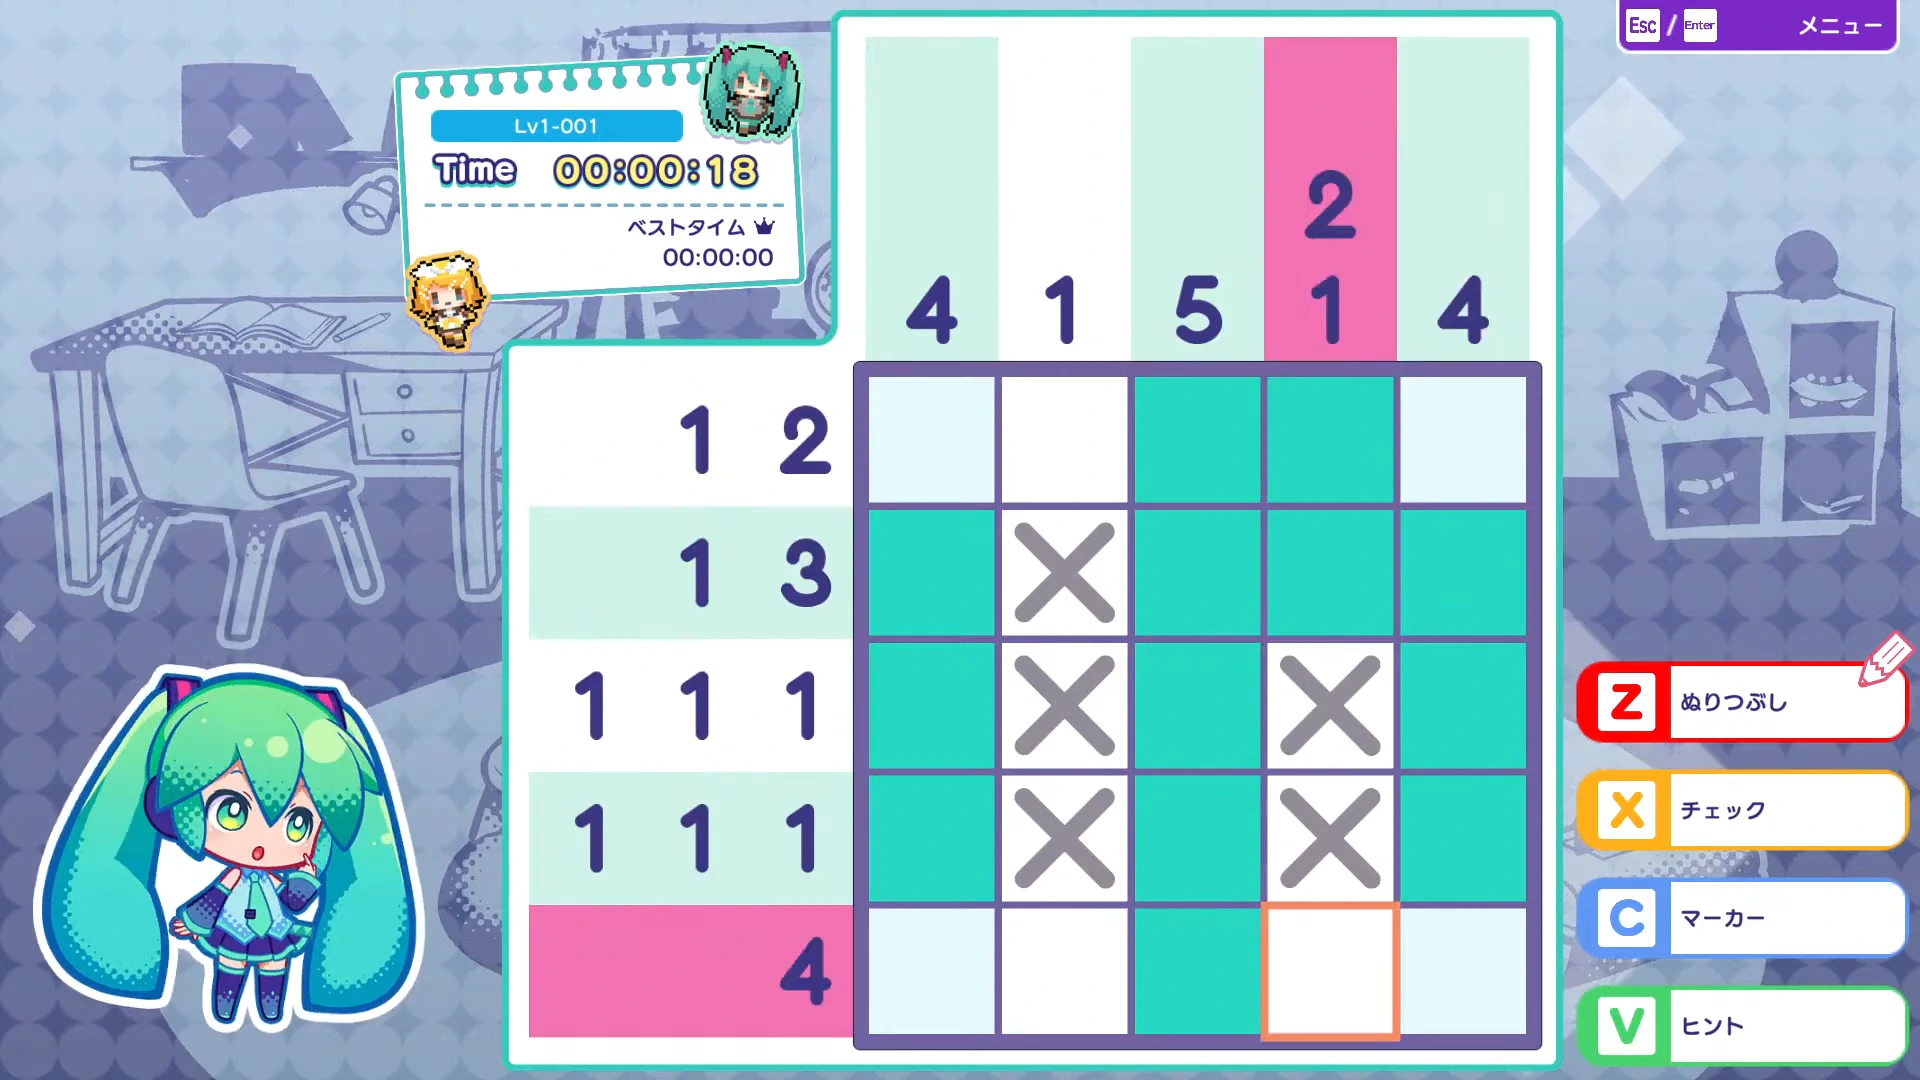 Esc / Enter メニュー
Lv1-001
Time 00:00:18
ベストタイム
00:00:00
2
4 1 5 1 4
1 2
1 3
1 1 1
1 1 1
4
Z ぬりつぶし
X チェック
C マーカー
V ヒント